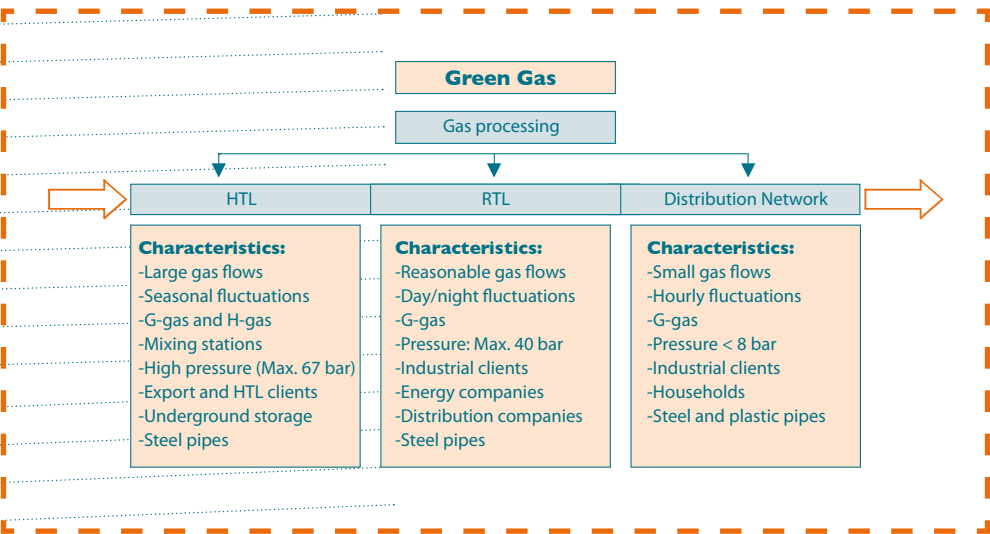 Green Gas
Gas processing
HTL
RTL
Distribution Network
Characteristics:
-Large gas flows
-Seasonal fluctuations
-G-gas and H-gas
-Mixing stations
-High pressure (Max. 67 bar)
-Export and HTL clients
-Underground storage
-Steel pipes
Characteristics:
-Reasonable gas flows
-Day/night fluctuations
-G-gas
-Pressure: Max. 40 bar
-Industrial clients
-Energy companies
-Distribution companies
-Steel pipes
Characteristics:
-Small gas flows
-Hourly fluctuations
-G-gas
-Pressure < 8 bar
-Industrial clients
-Households
-Steel and plastic pipes